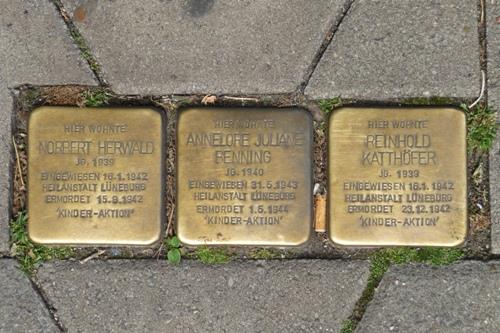 HIER WOHNTE
NORBERT HERWALD
JG. 1939
EINGEWIESEN 16.1.1942
HEILANSTALT LÜNEBURG
ERMORDET 15.9.1942
'KINDER-AKTION'
HIER WOHNTE
ANNELORE JULIANE
BENNING
JG. 1940
EINGEWIESEN 31.5.1943
HEILANSTALT LÜNEBURG
ERMORDET 1.5.1944
'KINDER-AKTION'
HIER WOHNTE
REINHOLD
KATTHÖFER
JG. 1939
EINGEWIESEN 16.1.1942
HEILANSTALT LÜNEBURG
ERMORDET 23.12.1942
'KINDER-AKTION'